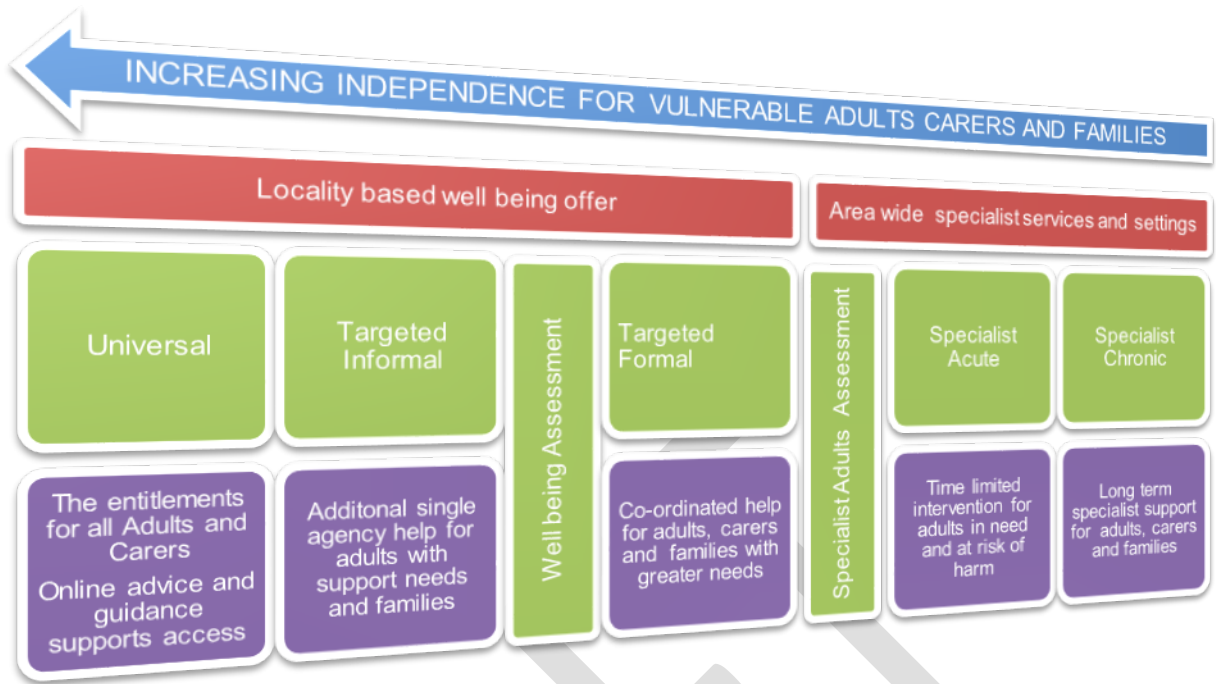 INCREASING INDEPENDENCE FOR VULNERABLE ADULTS CARERS AND FAMILIES
Locality based well being offer
Area wide specialist services and settings
Universal
Targeted
Informal
Well being Assessment
Targeted
Formal
Specialist Adults Assessment
Specialist
Acute
Specialist
Chronic
The entitlements
for all Adults and
Carers
Online advice and
guidance
supports access
Additonal single
agency help for
adults with
support needs
and families
Co-ordinated help
for adults, carers
and families with
greater needs
Time limited
intervention for
adults in need
and at risk of
harm
Long term
specialist support
for adults, carers
and families